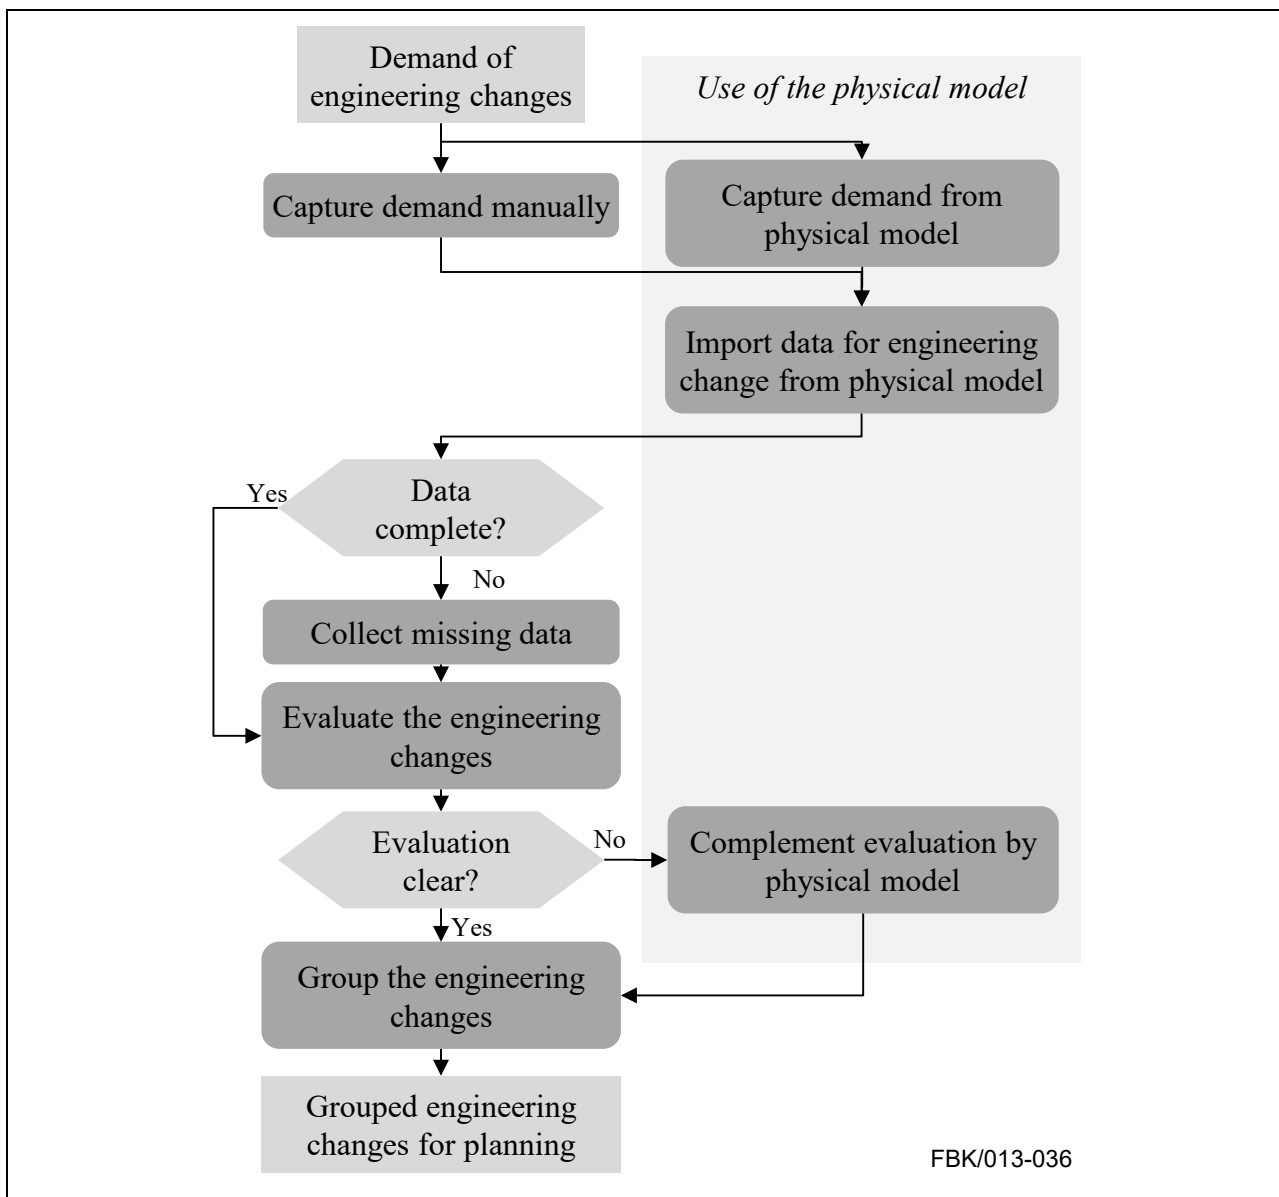 Demand of
engineering changes
Use of the physical model
Capture demand manually
Capture demand from
physical model
Import data for engineering
change from physical model
Yes
Data
complete?
No
Collect missing data
Evaluate the engineering
changes
Evaluation
clear?
No
Complement evaluation by
physical model
Yes
Group the engineering
changes
Grouped engineering
changes for planning
FBK/013-036